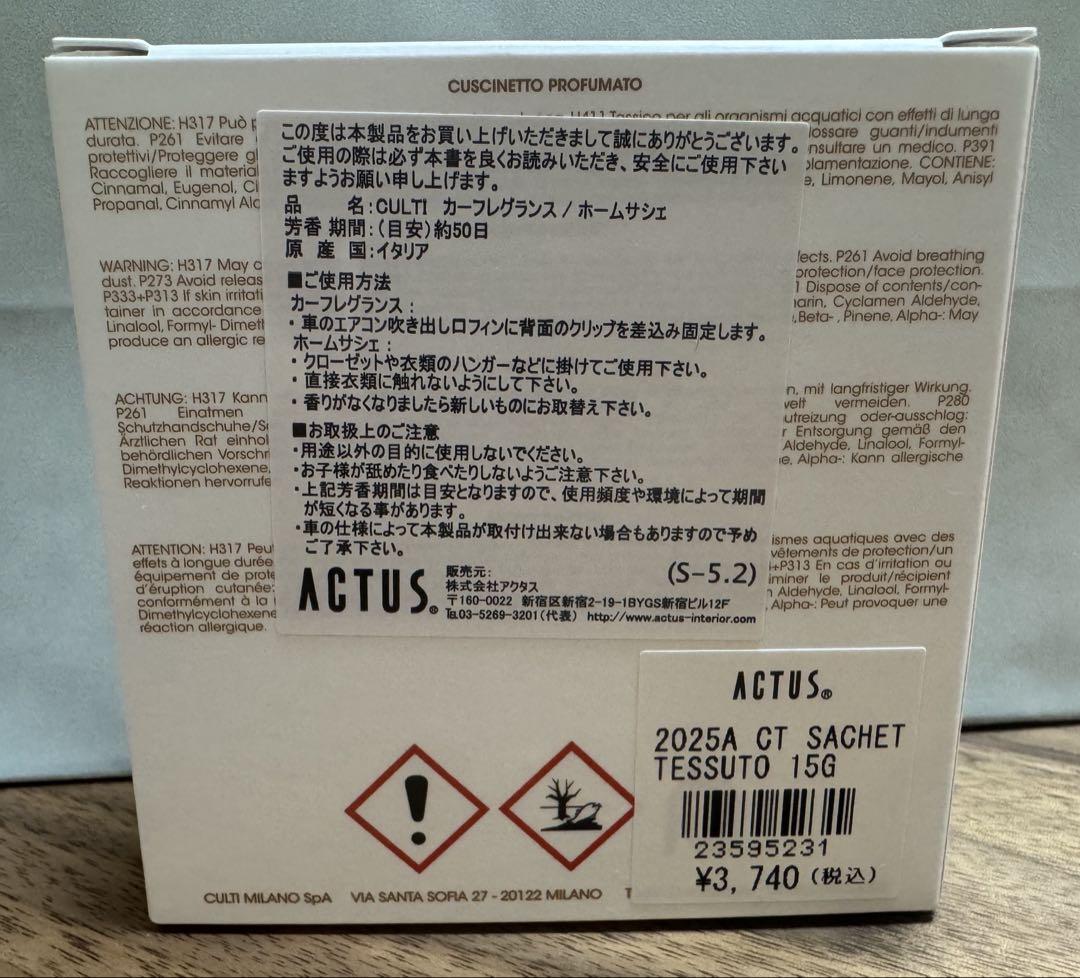 CUSCINETTO PROFUMATO
ATTENZIONE: H317 Può
H411 Tossico per gli organismi acquatici con effetti di lunga
durata. P261 Evitare
guanti/indumenti
protettivi/Proteggere
un medico. P391
Raccogliere il
CONTIENE:
Cinnamal, Eugenol,
Limonene, Mayol, Anisyl
Propanal, Cinnamyl
WARNING: H317 May
P261 Avoid breathing
dust. P273 Avoid
protection/face protection.
P333+P313 If skin
Dispose of contents/con-
tainer in accordance
Cyclamen Aldehyde,
Linalool, Formyl-
Beta-, Pinene, Alpha-: May
produce an allergic
ACHTUNG: H317 Kann
mit langfristiger Wirkung.
P261 Einatmen
vermeiden. P280
Schutzhandschuhe/
oder-ausschlag:
Ärztlichen Rat
Entsorgung gemäß den
behördlichen
Aldehyde, Linalool, Formyl-
Dimethylcyclohexene,
Alpha-: Kann allergische
Reaktionen
ATTENTION: H317 Peut
aquatiques avec des
effets à longue durée
vêtements de protection/un
équipement de
En cas d'irritation ou
d'éruption cutanée:
le produit/récipient
conformément à la
Aldehyde, Linalool, Formyl-
Dimethylcyclohexene,
Alpha-: Peut provoquer une
réaction allergique.
この度は本製品をお買い上げいただきまして誠にありがとうございます。
ご使用の際は必ず本書を良くお読みいただき、安全にご使用下さい
ますようお願い申し上げます。
品 名:CULTI カーフレグランス / ホームサシェ
芳香 期間:(目安)約50日
原 産 国:イタリア
■ご使用方法
カーフレグランス:
・車のエアコン吹き出し口フィンに背面のクリップを差込み固定します。
ホームサシェ:
・クローゼットや衣類のハンガーなどに掛けてご使用下さい。
・直接衣類に触れないようにして下さい。
・香りがなくなりましたら新しいものにお取替え下さい。
■お取扱上のご注意
・用途以外の目的に使用しないでください。
・お子様が舐めたり食べたりしないようご注意下さい。
・上記芳香期間は目安となりますので、使用頻度や環境によって期間
が短くなる事があります。
・車の仕様によって本製品が取付け出来ない場合もありますので予め
ご了承下さい。
ACTUS®
販売元:
(S-5.2)
株式会社アクタス
〒160-0022 新宿区新宿2-19-1BYGS新宿ビル12F
℡03-5269-3201(代表) http://www.actus-interior.com
ACTUS®
2025A CT SACHET
TESSUTO 15G
23595231
¥3,740(税込)
CULTI MILANO SpA VIA SANTA SOFIA 27 - 20122 MILANO